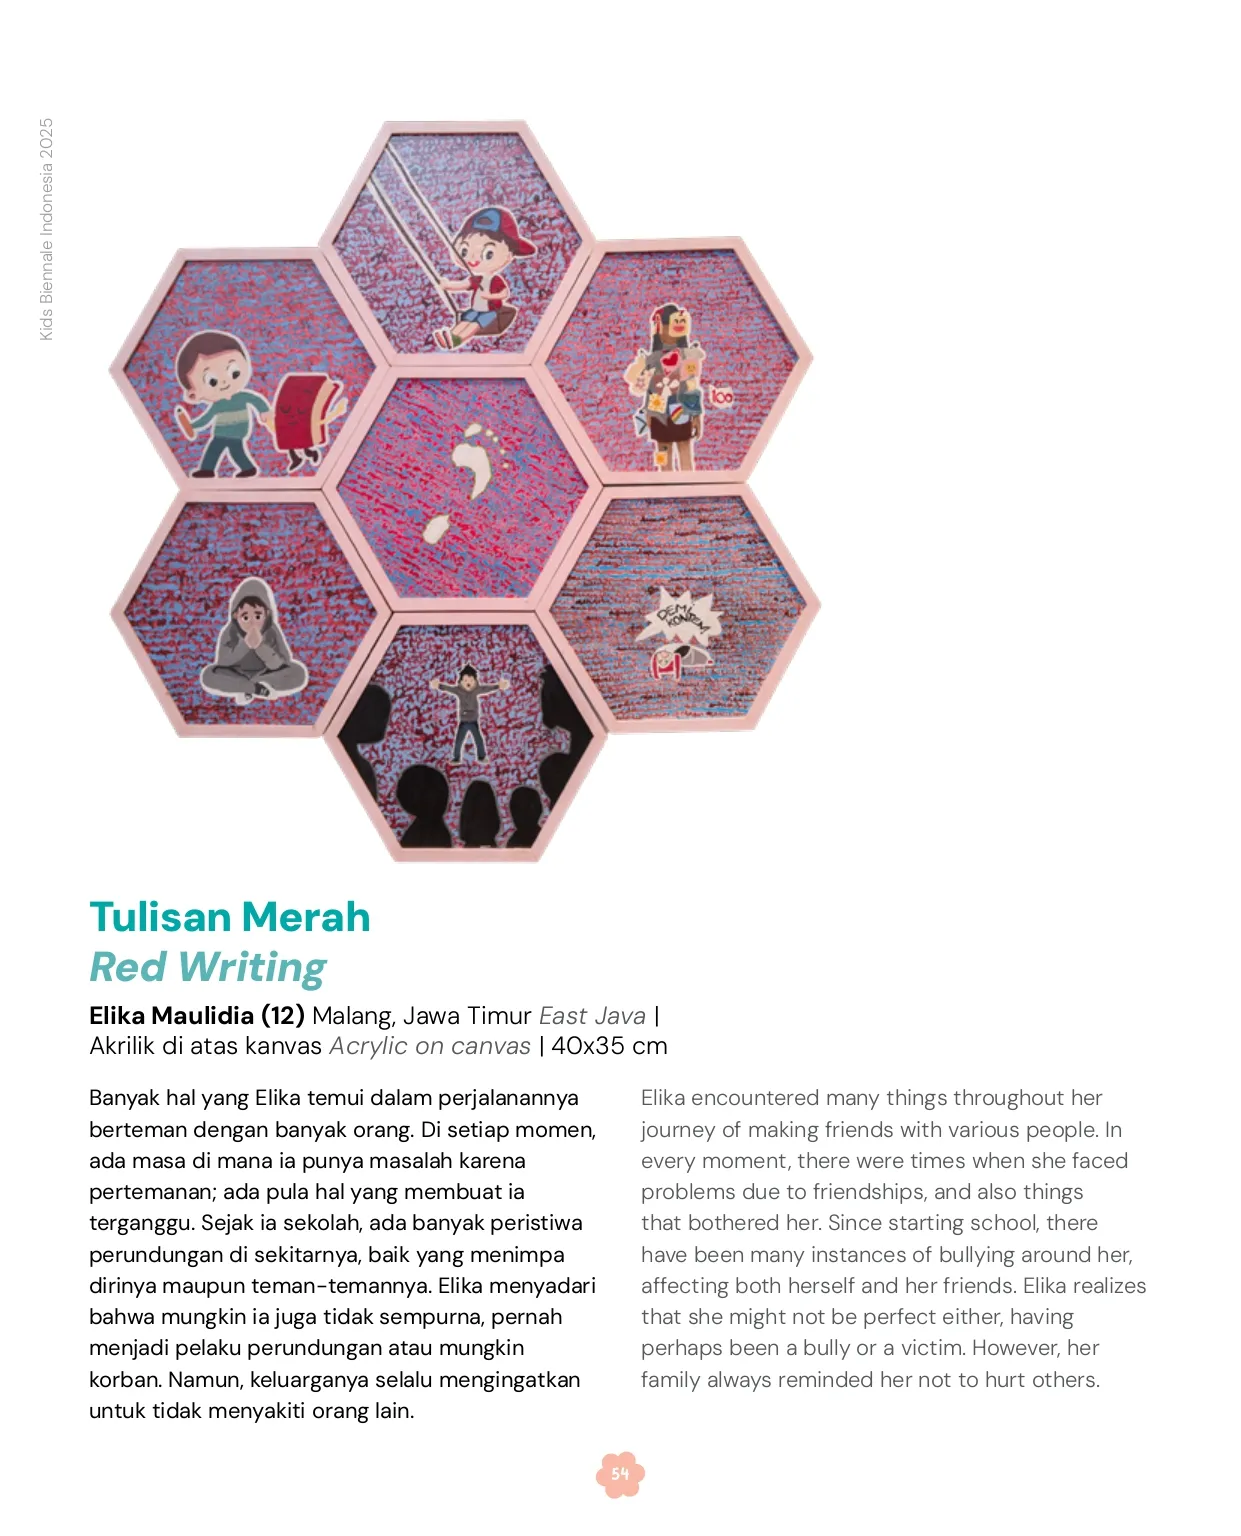 Kids Biennale Indonesia 2025
100
DEMI
KONTEM
Tulisan Merah
Red Writing
Elika Maulidia (12) Malang, Jawa Timur East Java |
Akrilik di atas kanvas Acrylic on canvas | 40x35 cm
Banyak hal yang Elika temui dalam perjalanannya
berteman dengan banyak orang. Di setiap momen,
ada masa di mana ia punya masalah karena
pertemanan; ada pula hal yang membuat ia
terganggu. Sejak ia sekolah, ada banyak peristiwa
perundungan di sekitarnya, baik yang menimpa
dirinya maupun teman-temannya. Elika menyadari
bahwa mungkin ia juga tidak sempurna, pernah
menjadi pelaku perundungan atau mungkin
korban. Namun, keluarganya selalu mengingatkan
untuk tidak menyakiti orang lain.
Elika encountered many things throughout her
journey of making friends with various people. In
every moment, there were times when she faced
problems due to friendships, and also things
that bothered her. Since starting school, there
have been many instances of bullying around her,
affecting both herself and her friends. Elika realizes
that she might not be perfect either, having
perhaps been a bully or a victim. However, her
family always reminded her not to hurt others.
54